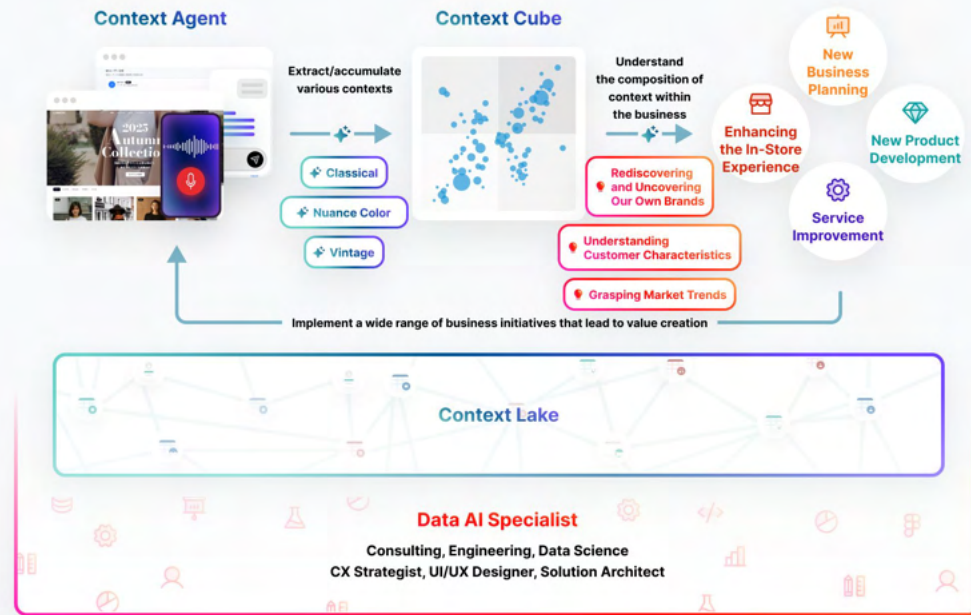 Context Agent
Context Cube
Extract/accumulate
various contexts
Understand
the composition of
context within
the business
New
Business
Planning
Enhancing
the In-Store
Experience
New Product
Development
Service
Improvement
2025
Autumn
Collection
Classical
Nuance Color
Vintage
Rediscovering
and Uncovering
Our Own Brands
Understanding
Customer Characteristics
Grasping Market Trends
Implement a wide range of business initiatives that lead to value creation
Context Lake
Data AI Specialist
Consulting, Engineering, Data Science
CX Strategist, UI/UX Designer, Solution Architect